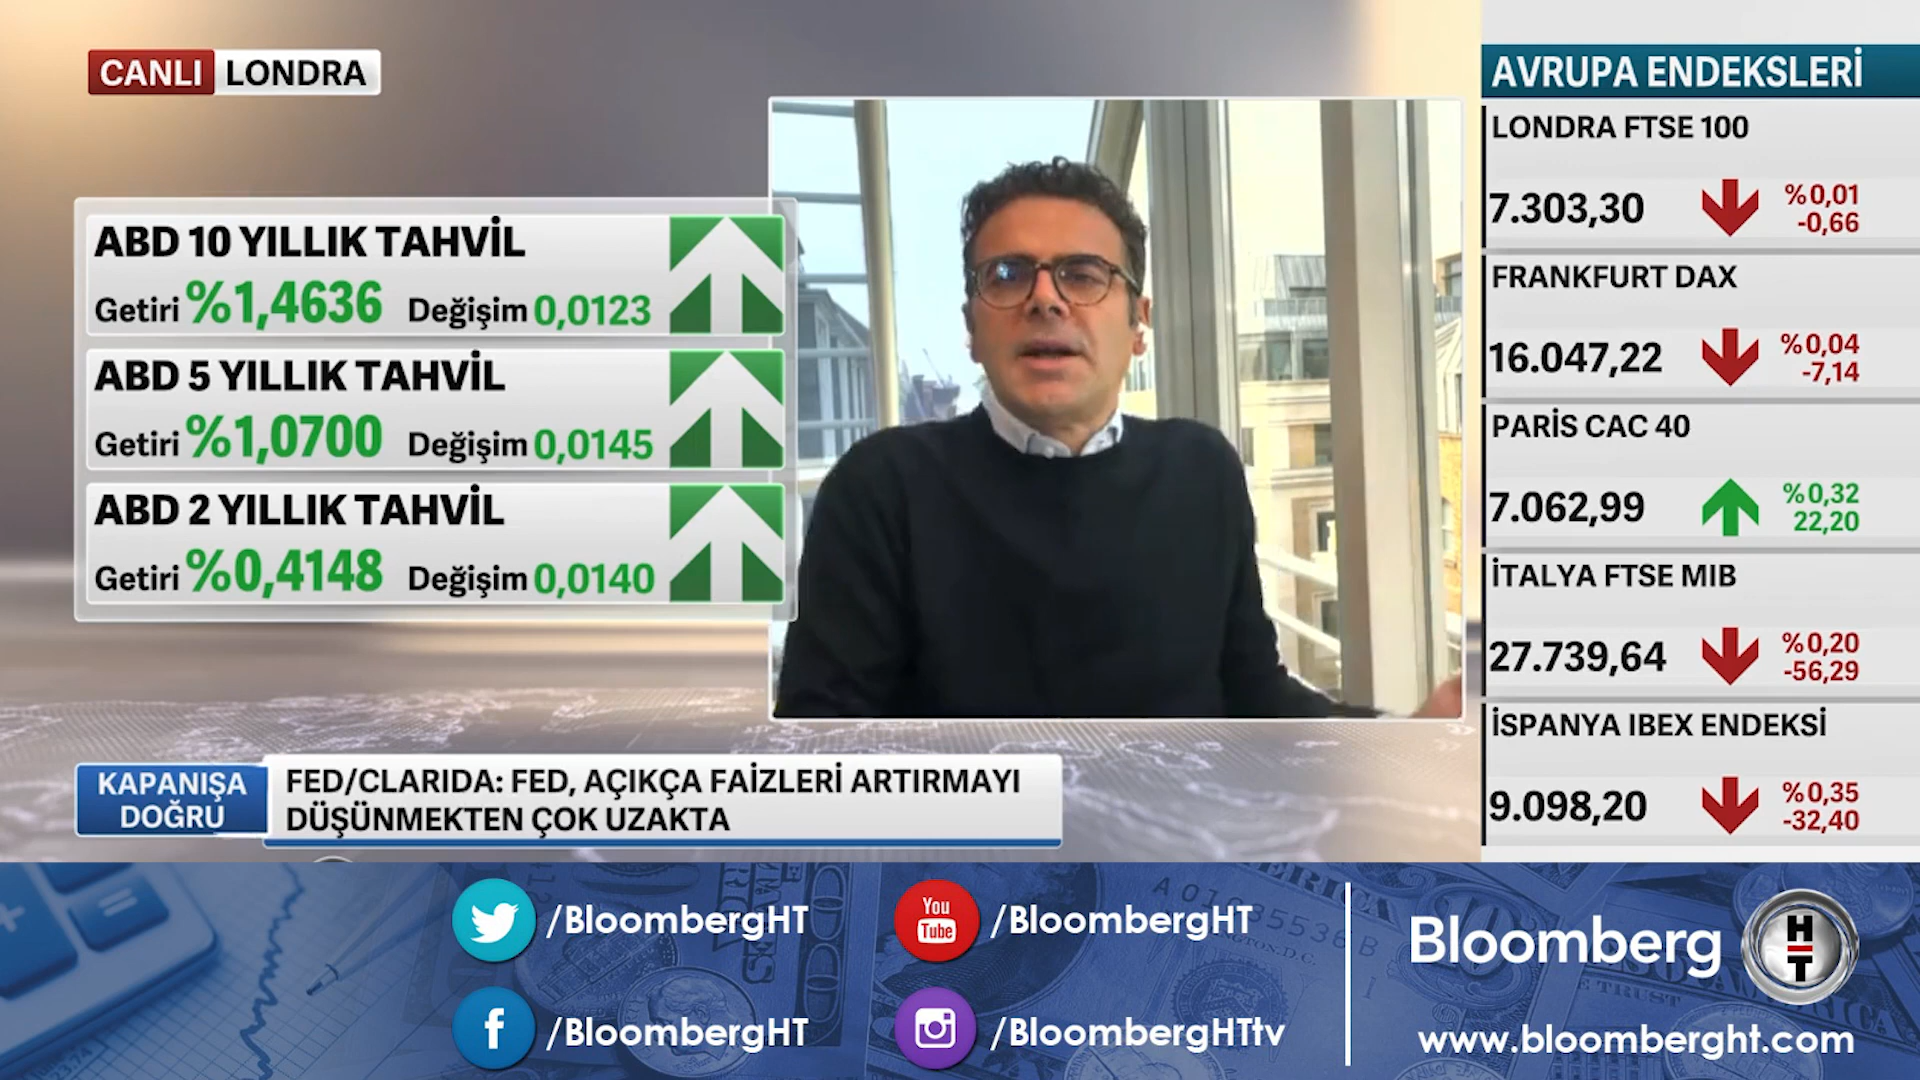 CANLI LONDRA
ABD 10 YILLIK TAHVİL
Getiri %1,4636 Değişim 0,0123
ABD 5 YILLIK TAHVİL
Getiri %1,0700 Değişim 0,0145
ABD 2 YILLIK TAHVİL
Getiri %0,4148 Değişim 0,0140
KAPANIŞA
DOĞRU
FED/CLARIDA: FED, AÇIKÇA FAİZLERİ ARTIRMAYI
DÜŞÜNMEKTEN ÇOK UZAKTA
AVRUPA ENDEKSLERİ
LONDRA FTSE 100
7.303,30 %0,01
-0,66
FRANKFURT DAX
16.047,22 %0,04
-7,14
PARİS CAC 40
7.062,99 %0,32
22,20
İTALYA FTSE MIB
27.739,64 %0,20
-56,29
İSPANYA IBEX ENDEKSİ
9.098,20 %0,35
-32,40
/BloombergHT
You
Tube
/BloombergHT
f /BloombergHT
/BloombergHTtv
Bloomberg HT
www.bloomberght.com